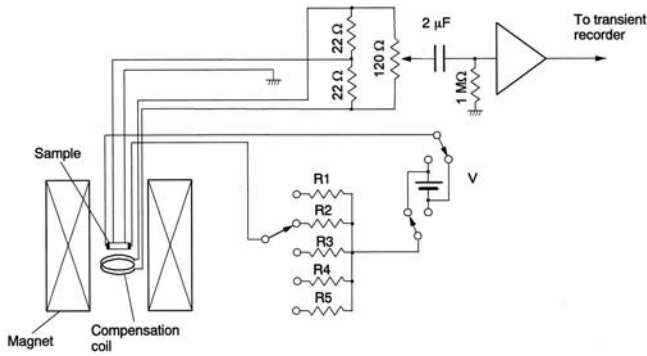 To transient
recorder
2 μF
22 Ω
120 Ω
22 Ω
1 MΩ
Sample
V
R1
R2
R3
R4
R5
Magnet
Compensation
coil